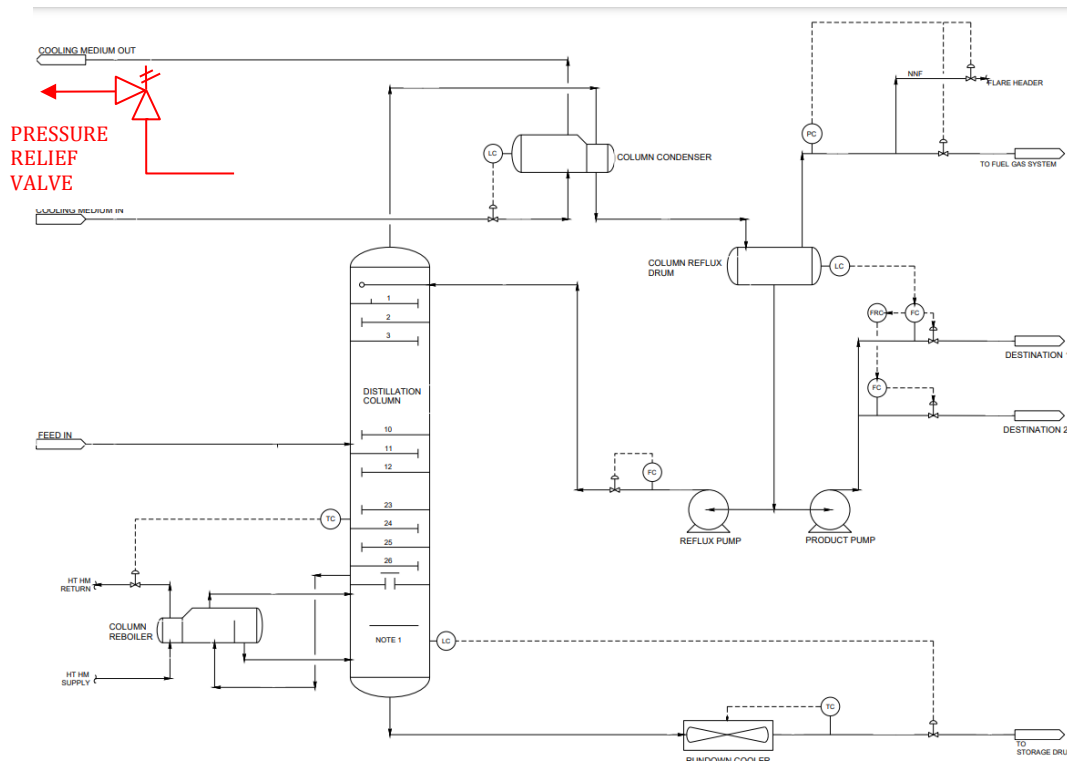 COOLING MEDIUM OUT
PRESSURE
RELIEF
VALVE
COOLING MEDIUM IN
LC
COLUMN CONDENSER
PC
NNF
FLARE HEADER
TO FUEL GAS SYSTEM
COLUMN REFLUX
DRUM
LC
FRC
FC
DESTINATION 1
FC
DESTINATION 2
1
2
3
DISTILLATION
COLUMN
FEED IN
10
11
12
FC
REFLUX PUMP
PRODUCT PUMP
TC
23
24
25
26
HT HM
RETURN
COLUMN
REBOILER
HT HM
SUPPLY
NOTE 1
LC
TC
RUNDOWN COOLER
TO
STORAGE DRU